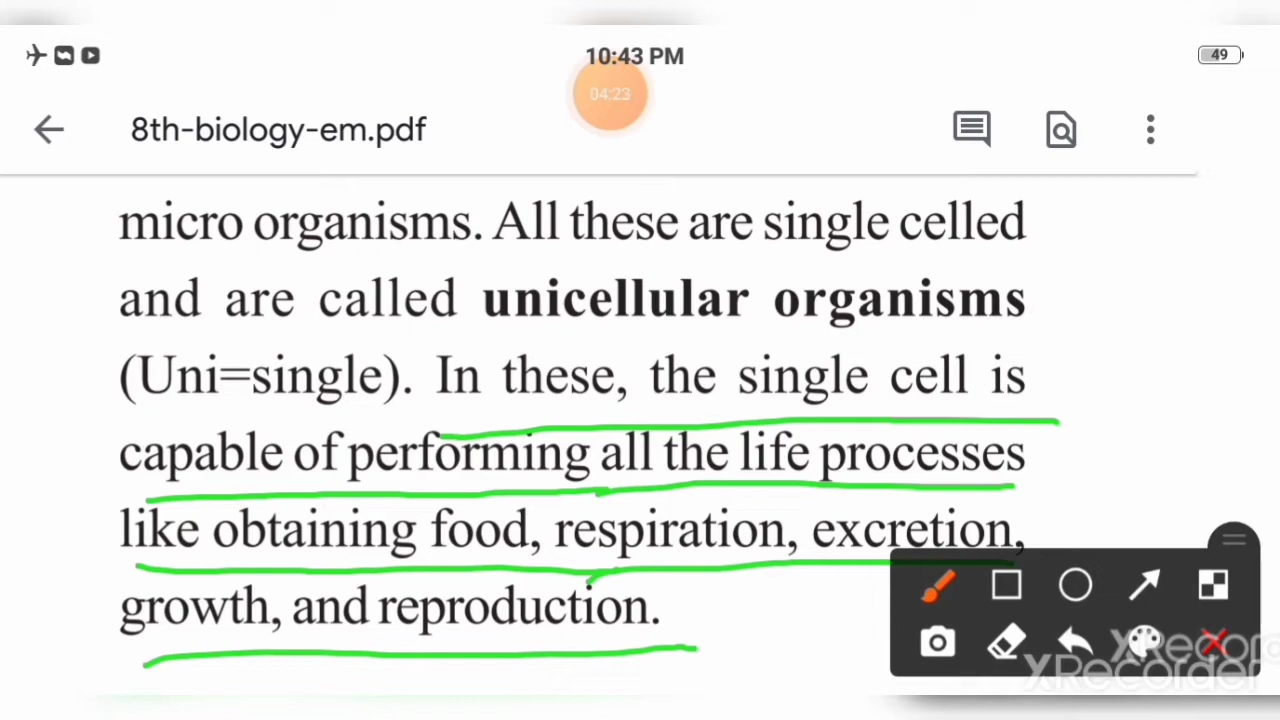 10:43 PM
49
04:23
8th-biology-em.pdf
micro organisms. All these are single celled
and are called unicellular organisms
(Uni=single). In these, the single cell is
capable of performing all the life processes
like obtaining food, respiration, excretion,
growth, and reproduction.
XRecorder
XRecorder